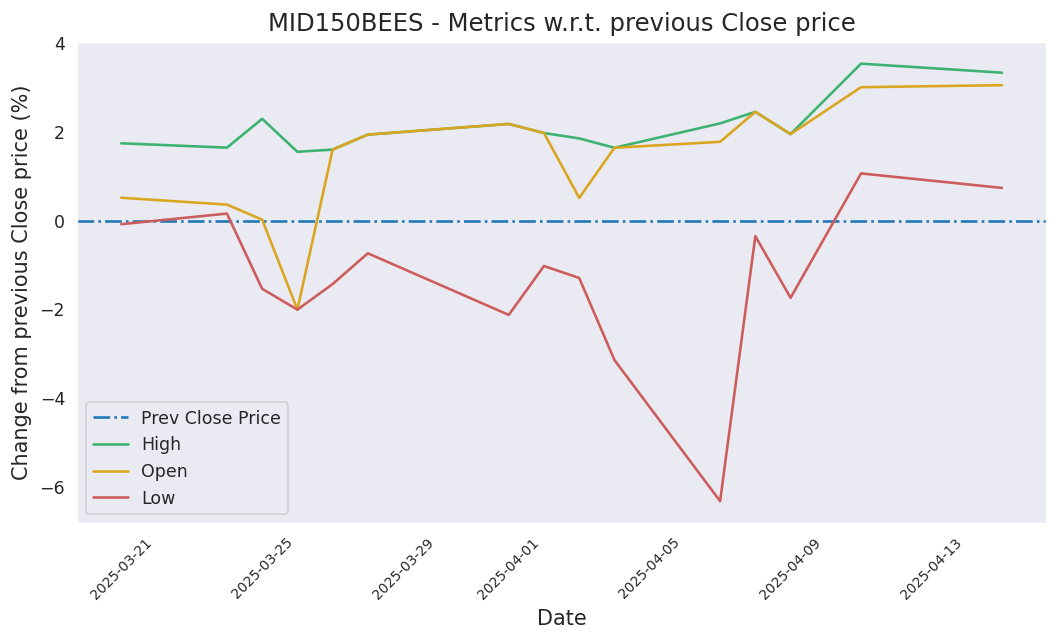 MID150BEES - Metrics w.r.t. previous Close price
Change from previous Close price (%)
4
2
0
−2
−4
−6
Prev Close Price
High
Open
Low
2025-03-21
2025-03-25
2025-03-29
2025-04-01
2025-04-05
2025-04-09
2025-04-13
Date